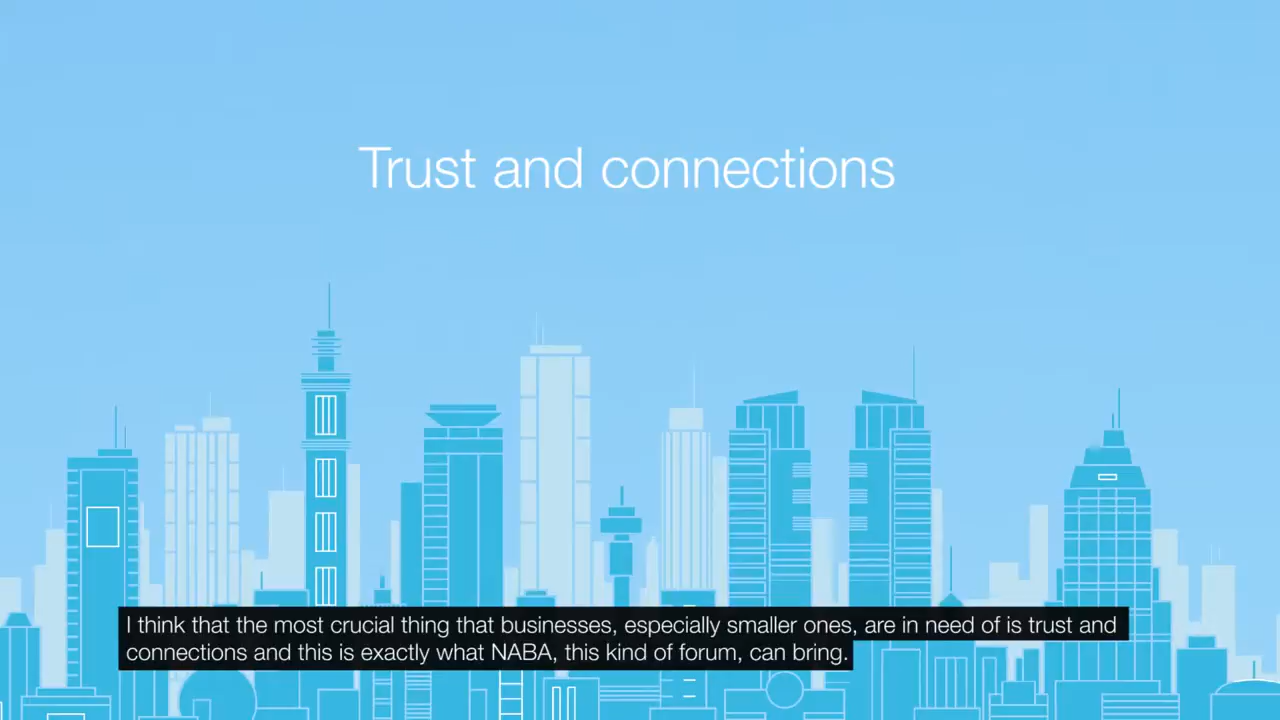 Trust and connections
I think that the most crucial thing that businesses, especially smaller ones, are in need of is trust and
connections and this is exactly what NABA, this kind of forum, can bring.